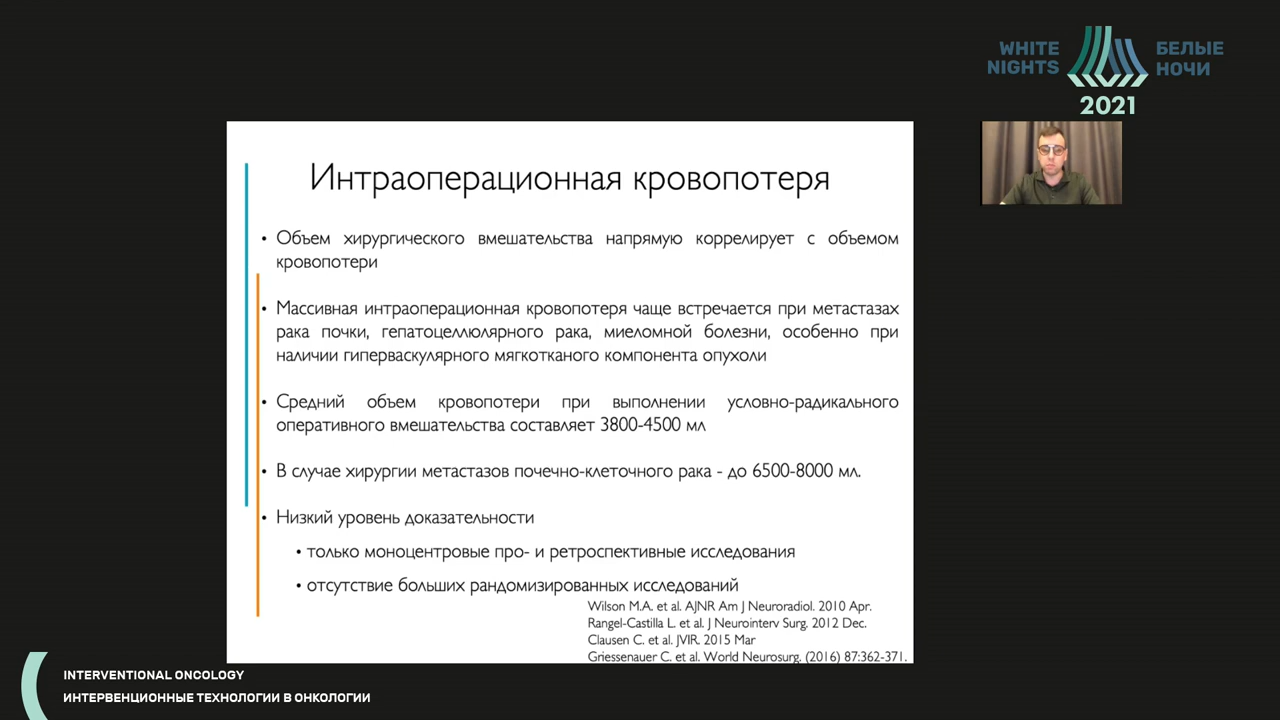 WHITE
NIGHTS
БЕЛЫЕ
НОЧИ
2021
Интраоперационная кровопотеря
• Объем хирургического вмешательства напрямую коррелирует с объемом
кровопотери
• Массивная интраоперационная кровопотеря чаще встречается при метастазах
рака почки, гепатоцеллюлярного рака, миеломной болезни, особенно при
наличии гиперваскулярного мягкотканого компонента опухоли
• Средний объем кровопотери при выполнении условно-радикального
оперативного вмешательства составляет 3800-4500 мл
• В случае хирургии метастазов почечно-клеточного рака - до 6500-8000 мл.
• Низкий уровень доказательности
• только моноцентровые про- и ретроспективные исследования
• отсутствие больших рандомизированных исследований
Wilson M.A. et al. AJNR Am J Neuroradiol. 2010 Apr.
Rangel-Castilla L. et al. J Neurointerv Surg. 2012 Dec.
Clausen C. et al. JVIR. 2015 Mar
Griessenauer C. et al. World Neurosurg. (2016) 87:362-371.
INTERVENTIONAL ONCOLOGY
ИНТЕРВЕНЦИОННЫЕ ТЕХНОЛОГИИ В ОНКОЛОГИИ